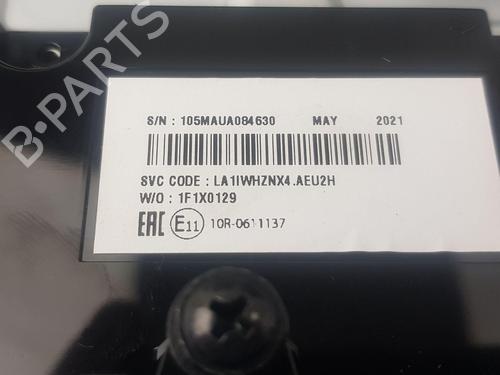 S/N : 105MAUA084630 MAY 2021
SVC CODE : LA1IWHZNX4.AEU2H
W/O : 1F1X0129
EAC E11 10R-0611137
B-PARTS